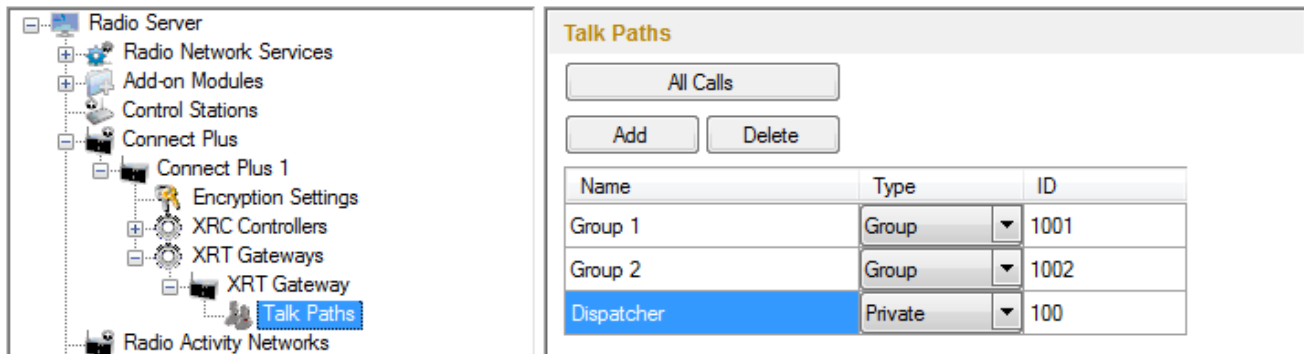 Radio Server
Radio Network Services
Add-on Modules
Control Stations
Connect Plus
Connect Plus 1
Encryption Settings
XRC Controllers
XRT Gateways
XRT Gateway
Talk Paths
Radio Activity Networks
Talk Paths
All Calls
Add Delete
Name Type ID
Group 1 Group 1001
Group 2 Group 1002
Dispatcher Private 100